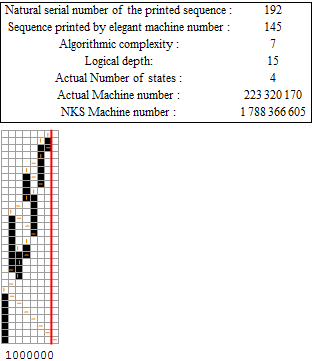 Natural serial number of the printed sequence : 192
Sequence printed by elegant machine number : 145
Algorithmic complexity : 7
Logical depth: 15
Actual Number of states : 4
Actual Machine number : 223 320 170
NKS Machine number : 1 788 366 605
1000000